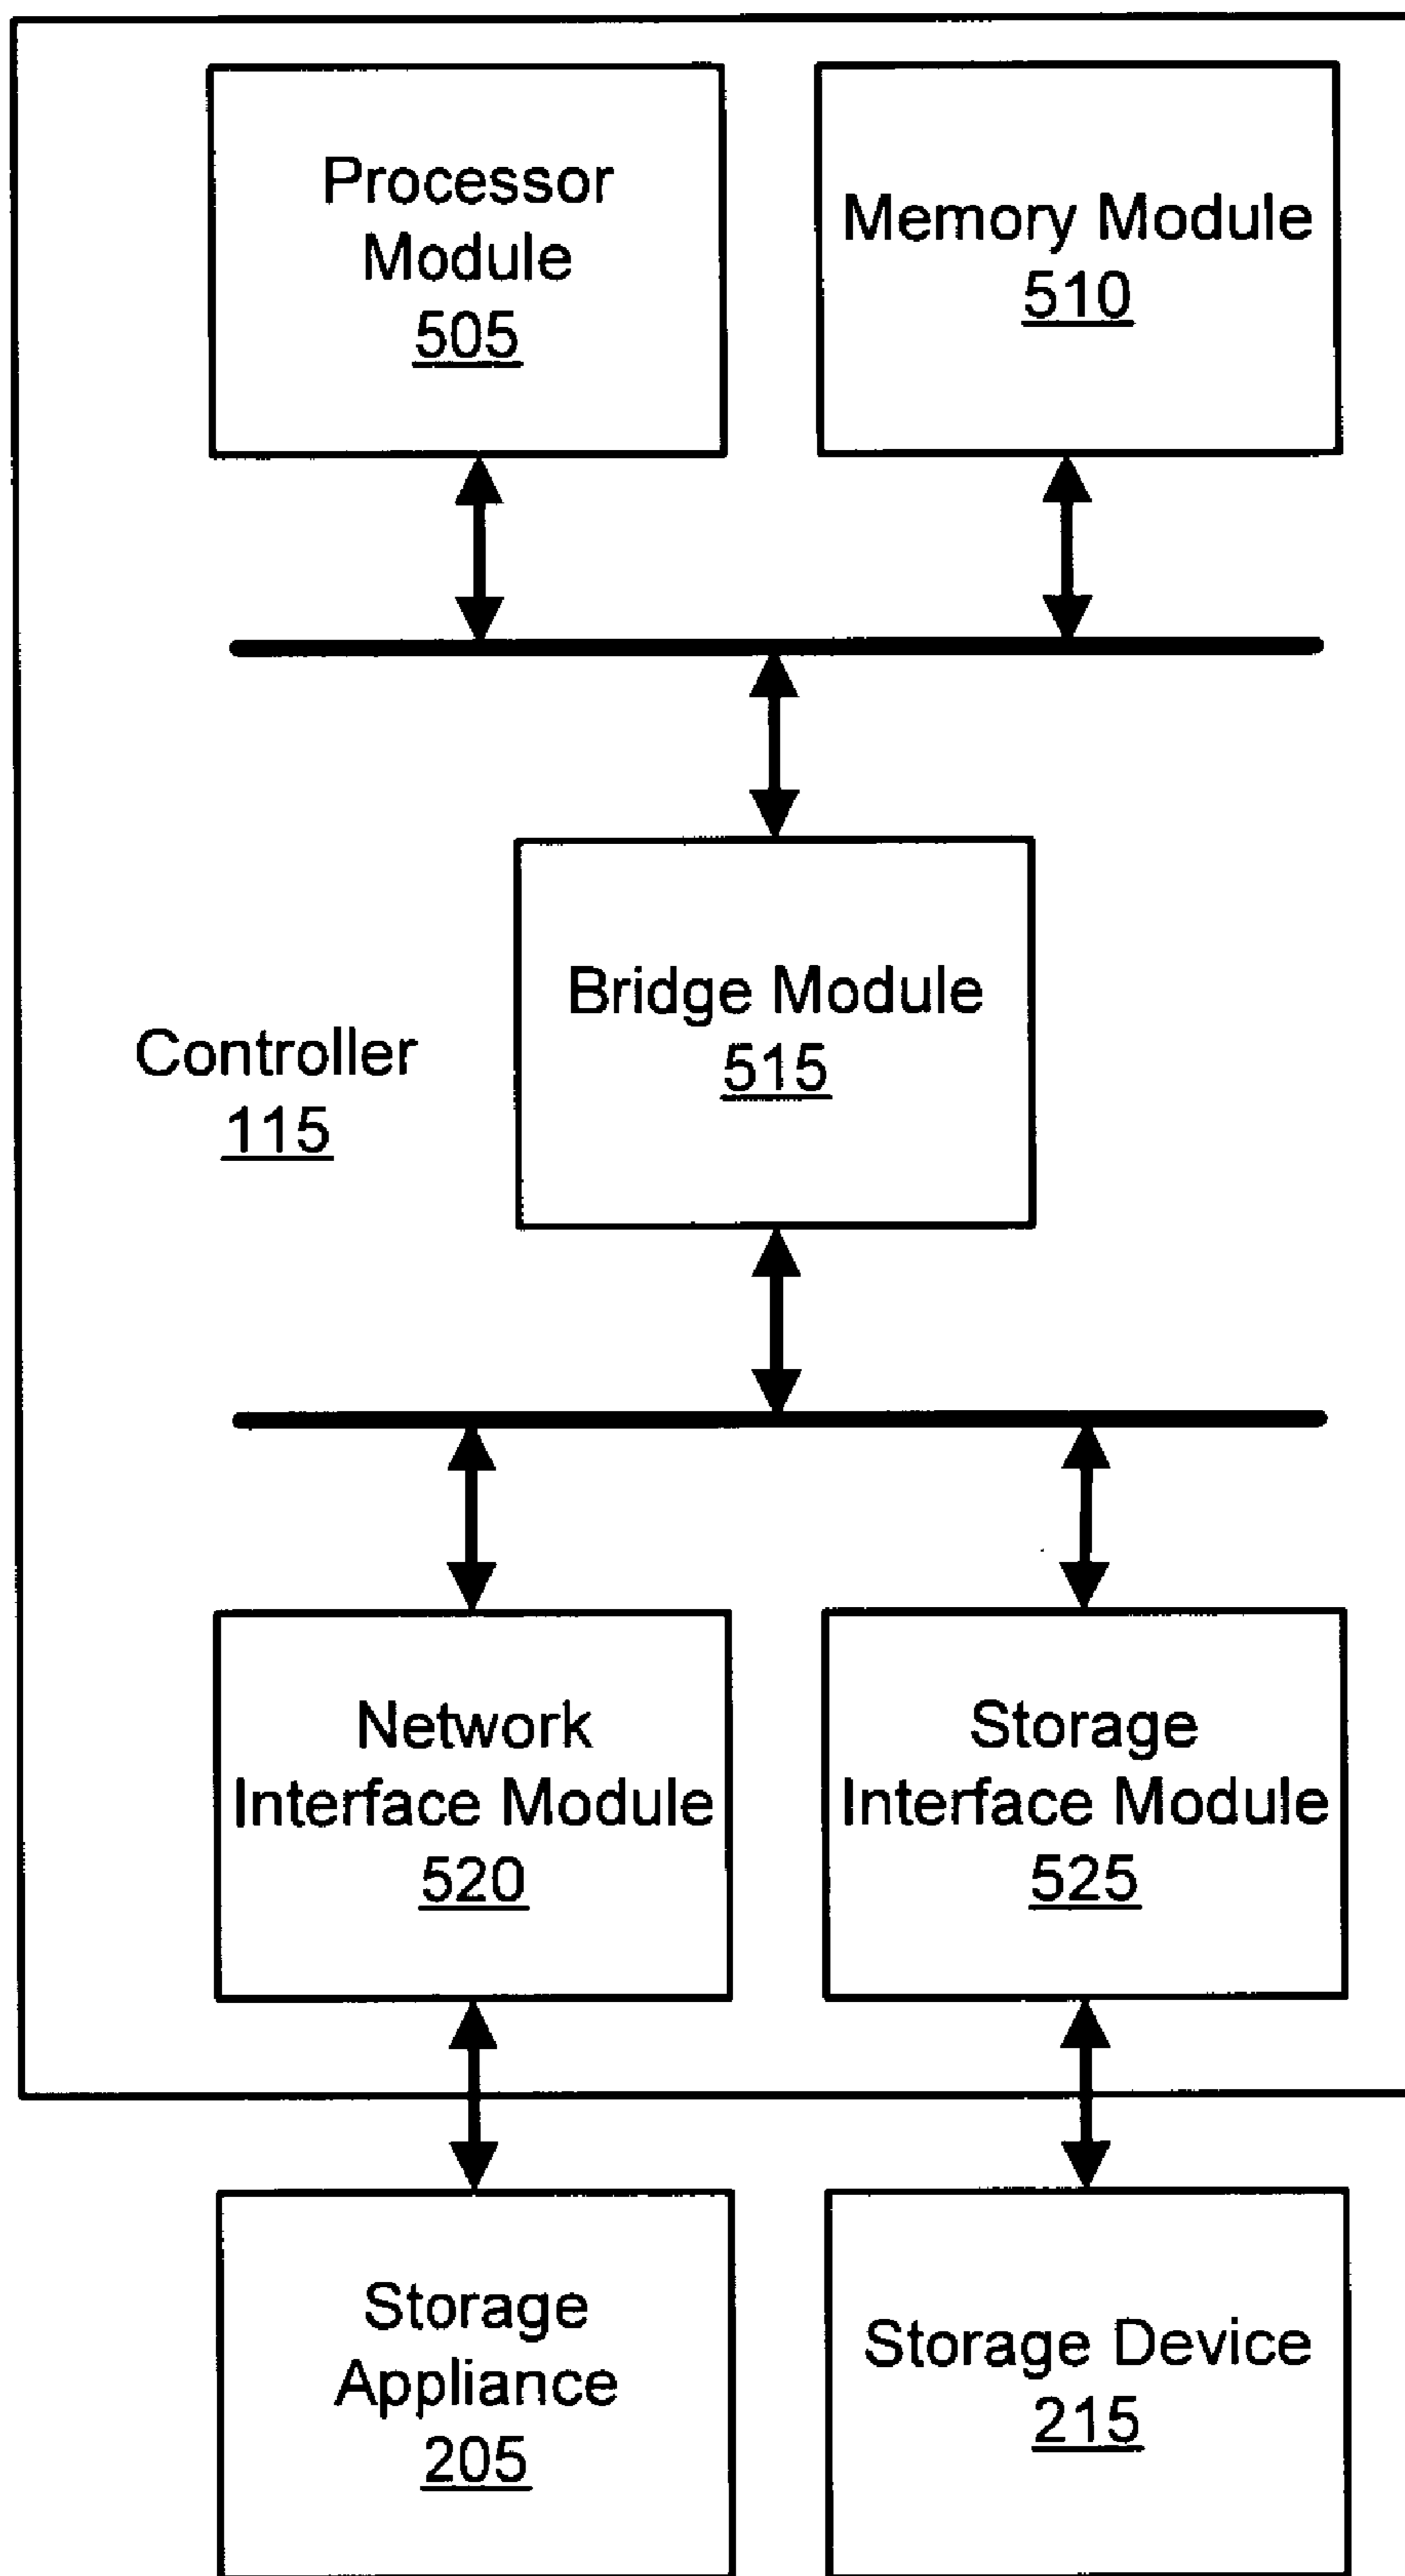 Processor
Module
505
Memory Module
510
Bridge Module
515
Controller
115
Network
Interface Module
520
Storage
Interface Module
525
Storage
Appliance
205
Storage Device
215